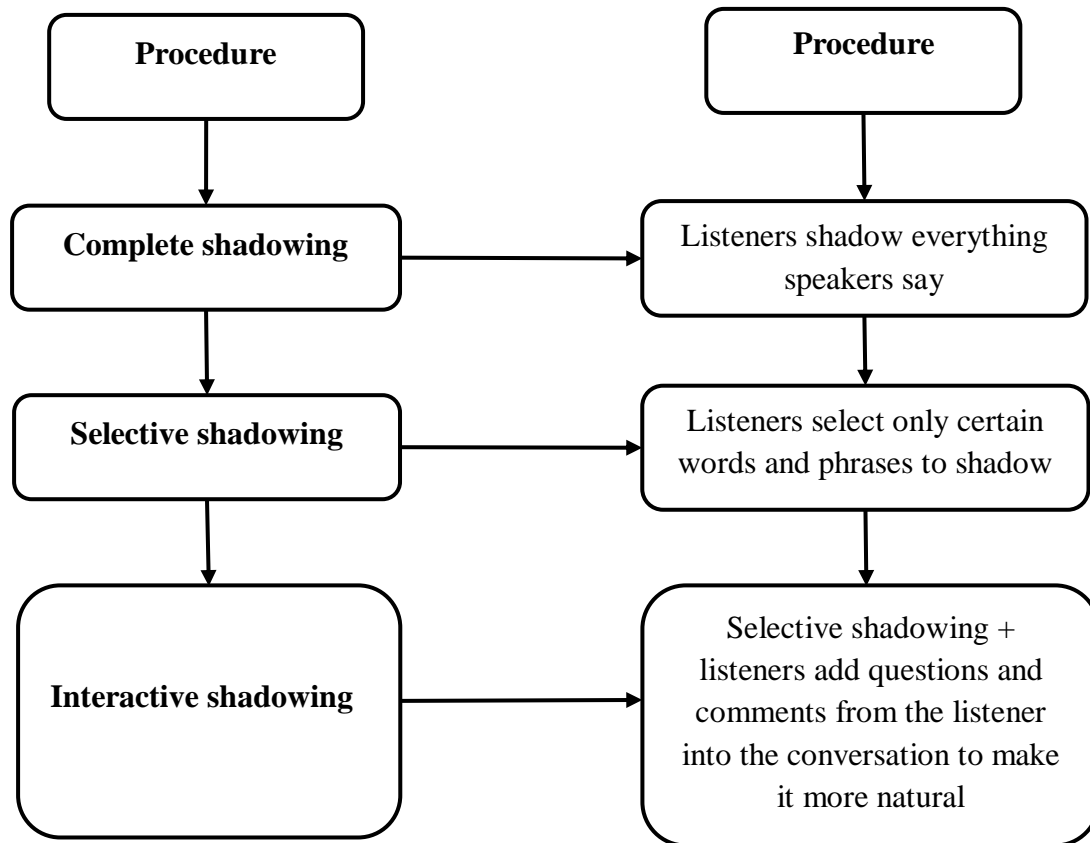 Procedure
Procedure
Complete shadowing
Listeners shadow everything
speakers say
Selective shadowing
Listeners select only certain
words and phrases to shadow
Interactive shadowing
Selective shadowing +
listeners add questions and
comments from the listener
into the conversation to make
it more natural